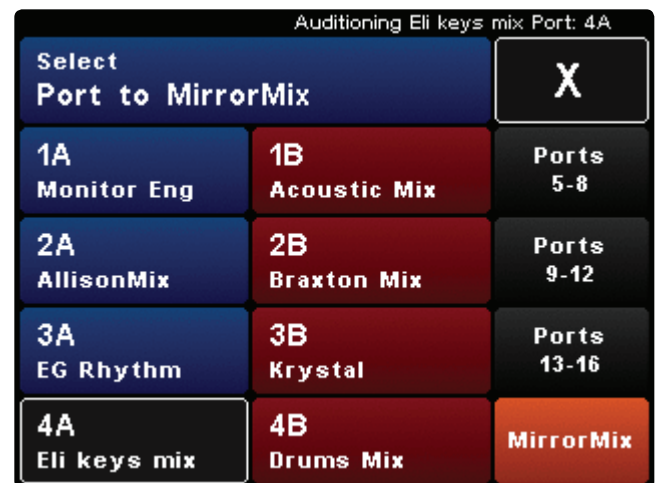 Auditioning Eli keys mix Port: 4A
Select
Port to MirrorMix
X
1A
Monitor Eng
1B
Acoustic Mix
Ports
5-8
2A
AllisonMix
2B
Braxton Mix
Ports
9-12
3A
EG Rhythm
3B
Krystal
Ports
13-16
4A
Eli keys mix
4B
Drums Mix
MirrorMix